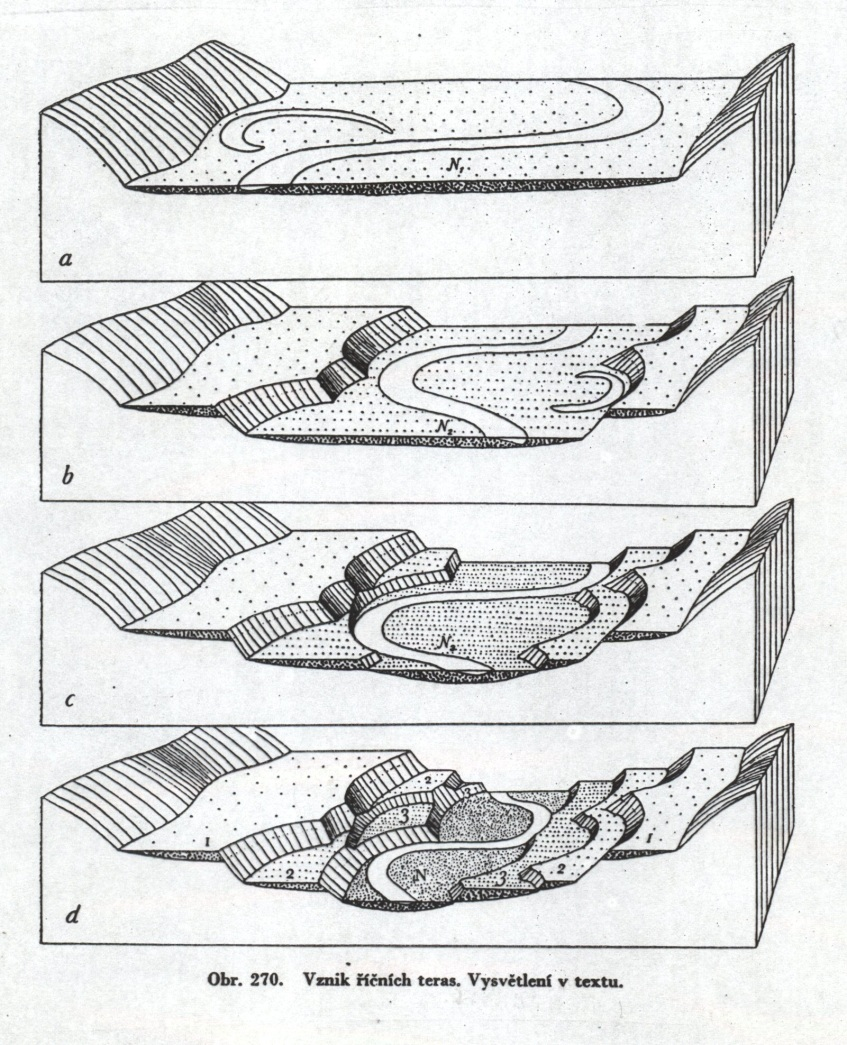 N₁
a
N₂
b
N₃
c
2
3
3
1
1
2
N
3
2
d
Obr. 270. Vznik říčních teras. Vysvětlení v textu.